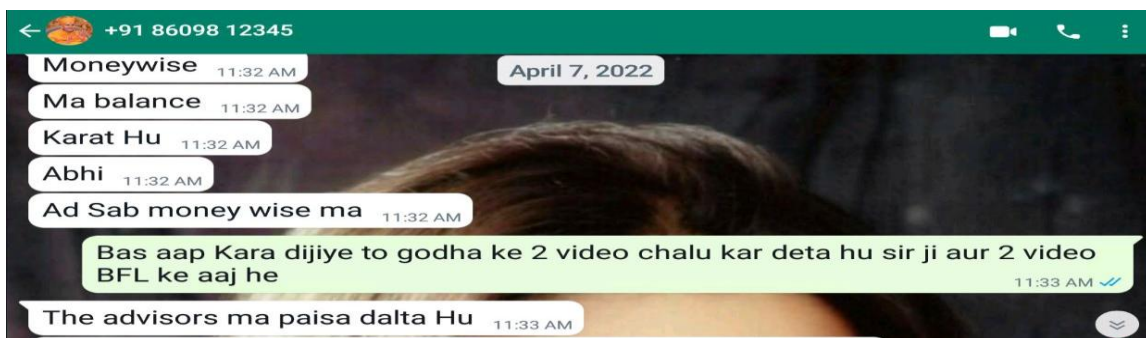 +91 86098 12345
Moneywise 11:32 AM
April 7, 2022
Ma balance 11:32 AM
Karat Hu 11:32 AM
Abhi 11:32 AM
Ad Sab money wise ma 11:32 AM
Bas aap Kara dijiye to godha ke 2 video chalu kar deta hu sir ji aur 2 video
BFL ke aaj he
11:33 AM
The advisors ma paisa dalta Hu 11:33 AM